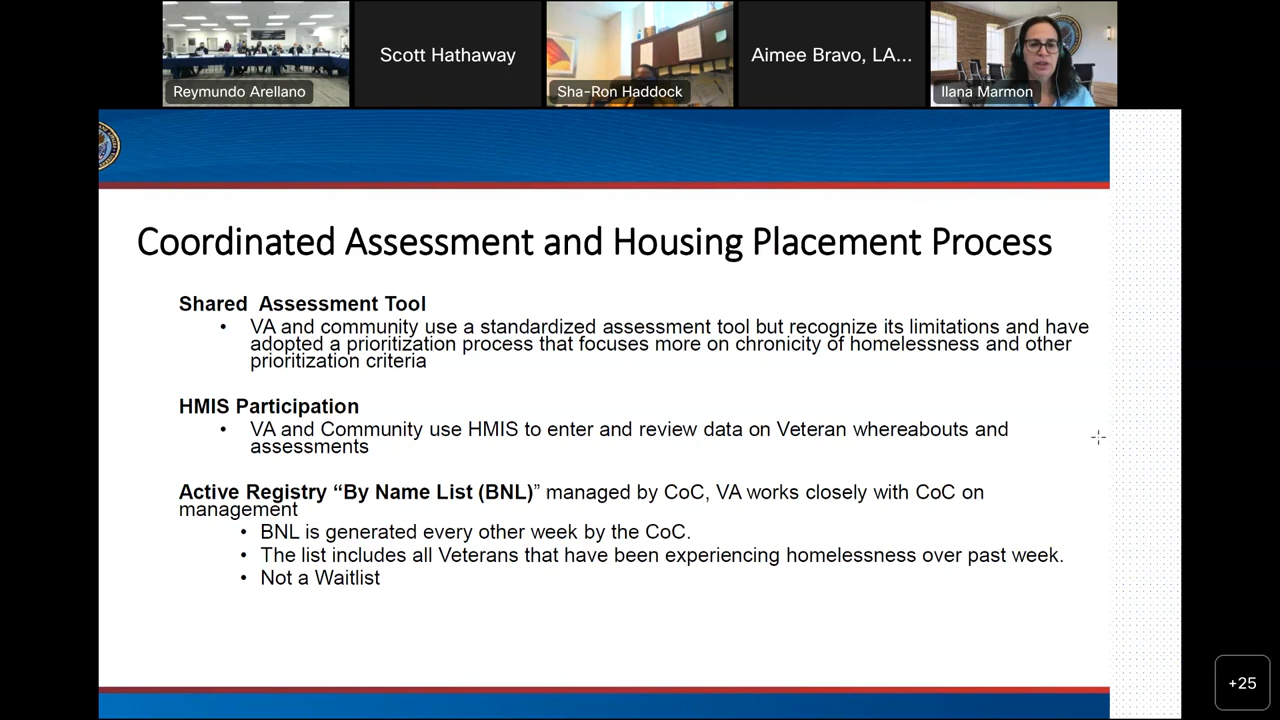 Reymundo Arellano
Scott Hathaway
Sha-Ron Haddock
Aimee Bravo, LA...
Ilana Marmon
Coordinated Assessment and Housing Placement Process
Shared  Assessment Tool
• VA and community use a standardized assessment tool but recognize its limitations and have
adopted a prioritization process that focuses more on chronicity of homelessness and other
prioritization criteria
HMIS Participation
• VA and Community use HMIS to enter and review data on Veteran whereabouts and
assessments
Active Registry “By Name List (BNL)” managed by CoC, VA works closely with CoC on
management
• BNL is generated every other week by the CoC.
• The list includes all Veterans that have been experiencing homelessness over past week.
• Not a Waitlist
+25